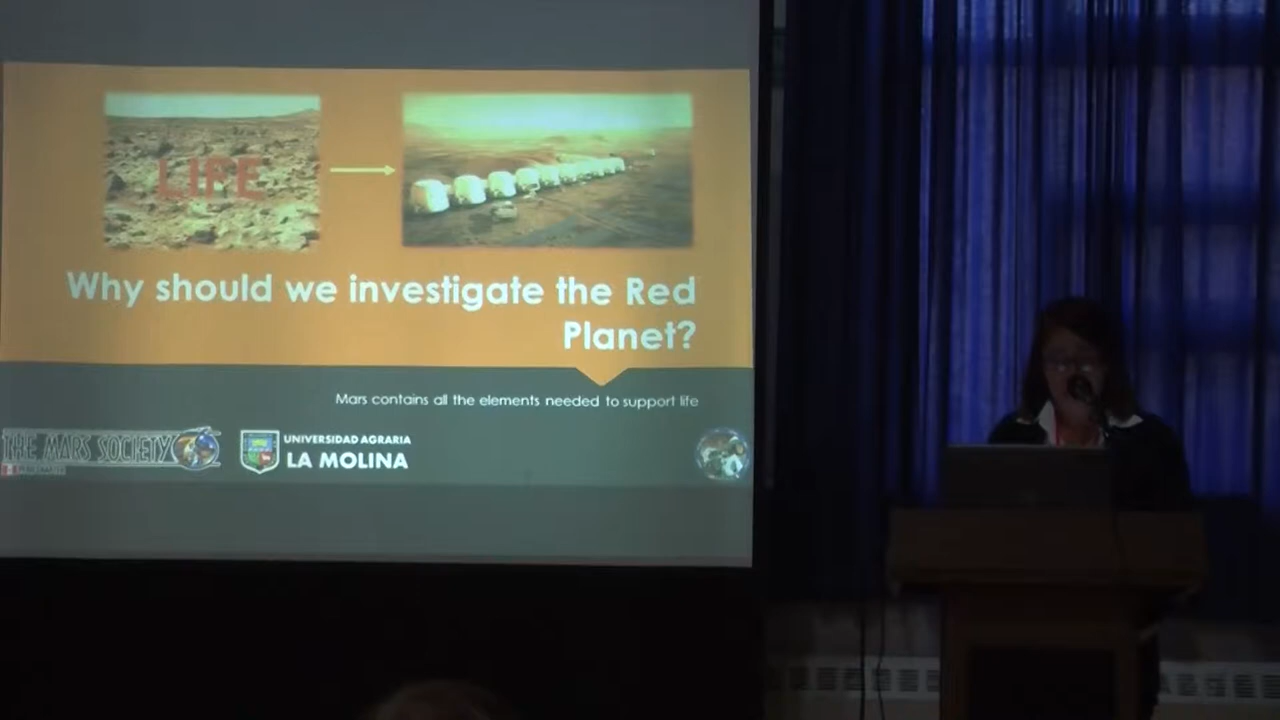 LIFE
Why should we investigate the Red
Planet?
Mars contains all the elements needed to support life
THE MARS SOCIETY
UNIVERSIDAD AGRARIA
LA MOLINA